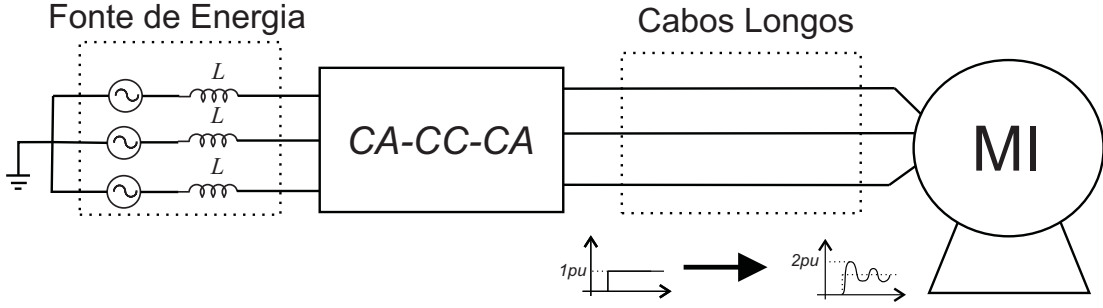 Fonte de Energia
Cabos Longos
L
L
L
CA-CC-CA
MI
1pu
2pu